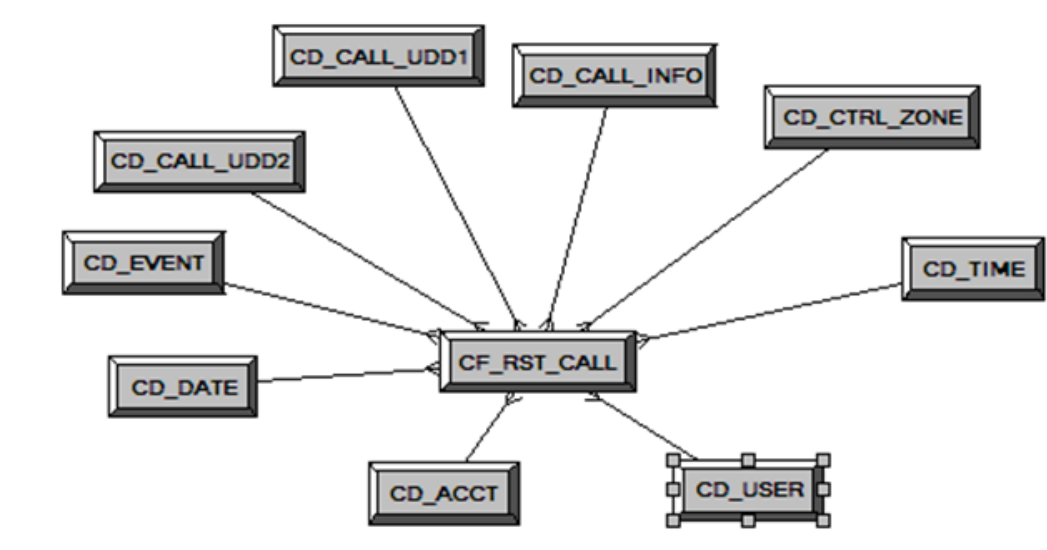 CD_CALL_UDD1
CD_CALL_INFO
CD_CTRL_ZONE
CD_CALL_UDD2
CD_EVENT
CD_TIME
CF_RST_CALL
CD_DATE
CD_ACCT
CD_USER